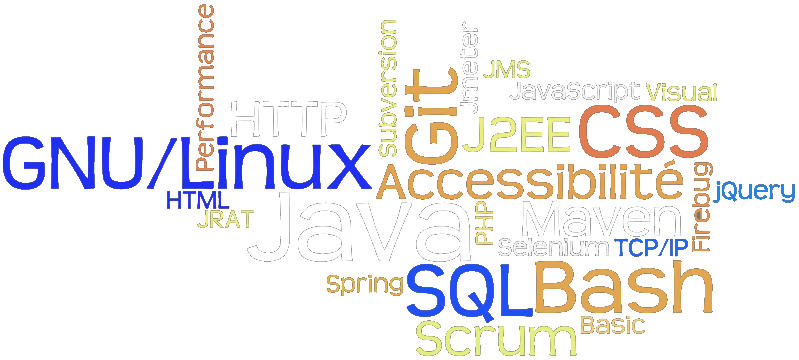 Performance
HTTP
Subversion
Git
Jmeter
JMS
JavaScript
Visual
J2EE
CSS
GNU/Linux
Accessibilité
Firebug
jQuery
HTML
JRAT
Java
PHP
Maven
Selenium
TCP/IP
Spring
SQL
Bash
Scrum
Basic